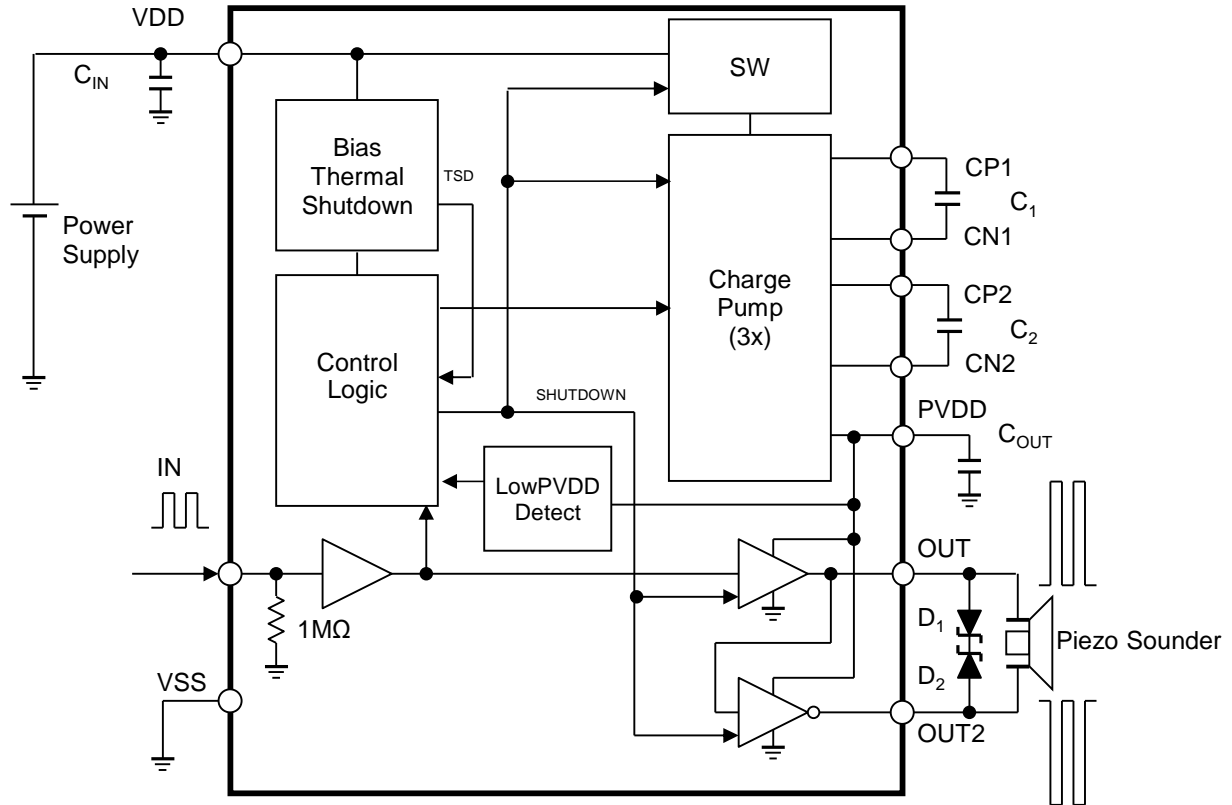 VDD
C_IN
SW
Bias
Thermal
Shutdown
TSD
CP1
C_1
CN1
Power
Supply
Charge
Pump
(3x)
CP2
C_2
CN2
Control
Logic
SHUTDOWN
PVDD
C_OUT
IN
LowPVDD
Detect
OUT
1MΩ
D_1
Piezo Sounder
D_2
VSS
OUT2